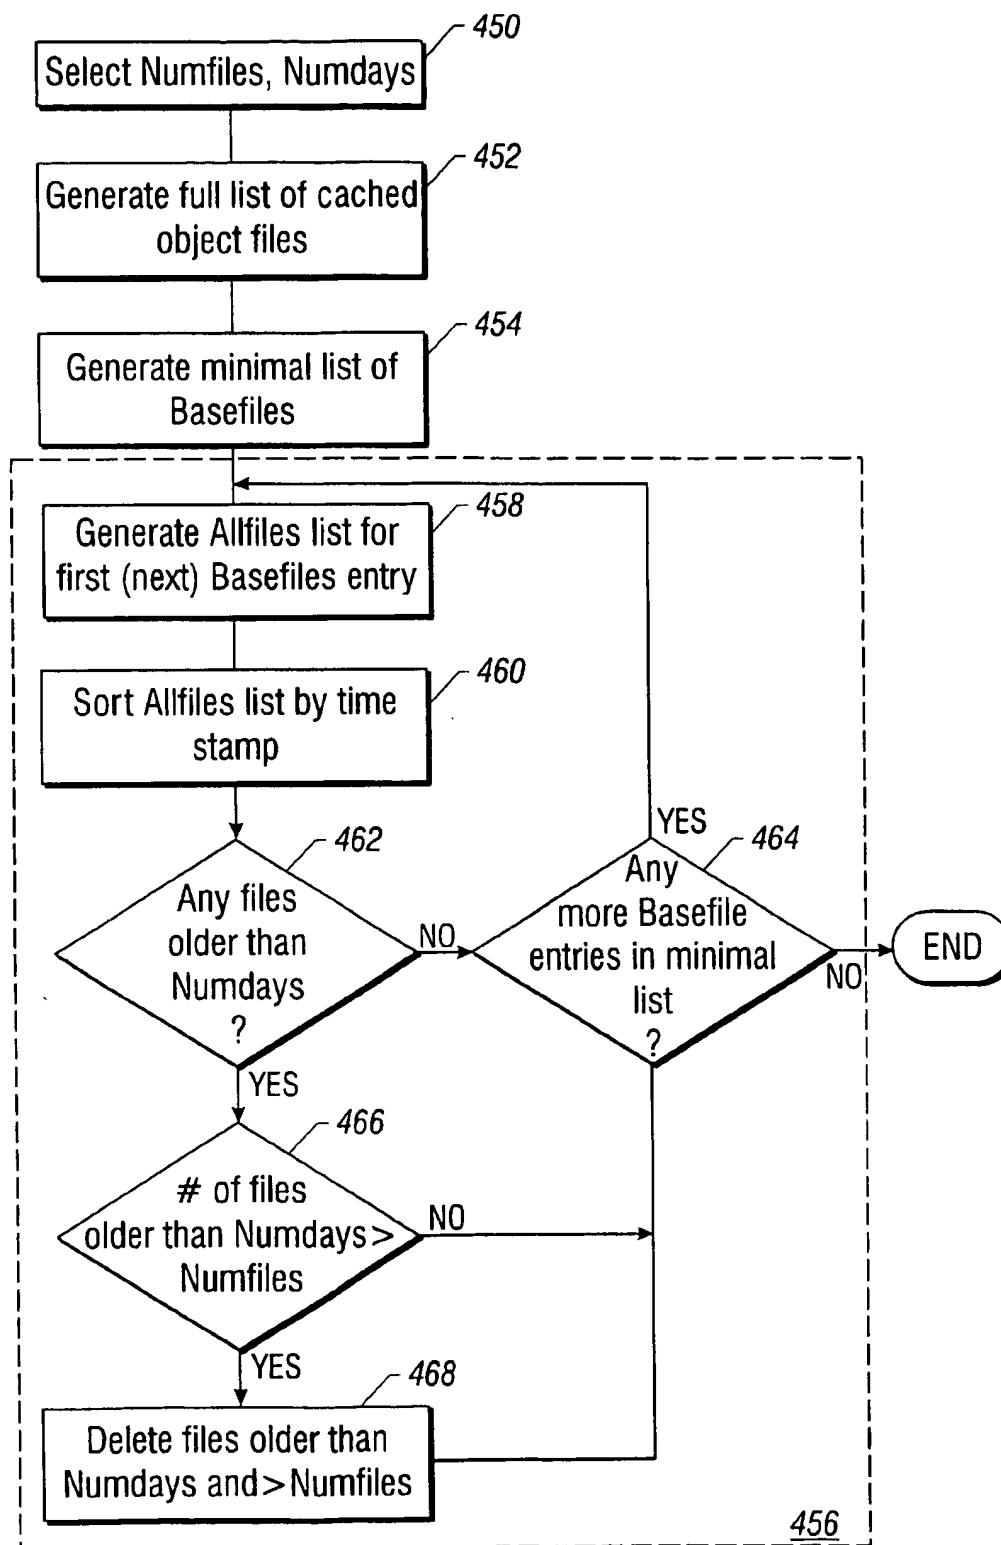 450
Select Numfiles, Numdays
452
Generate full list of cached
object files
454
Generate minimal list of
Basefiles
458
Generate Allfiles list for
first (next) Basefiles entry
460
Sort Allfiles list by time
stamp
462
Any files
older than
Numdays
?
NO
YES
YES
464
Any
more Basefile
entries in minimal
list
?
NO
END
466
# of files
older than Numdays>
Numfiles
NO
YES
468
Delete files older than
Numdays and>Numfiles
456